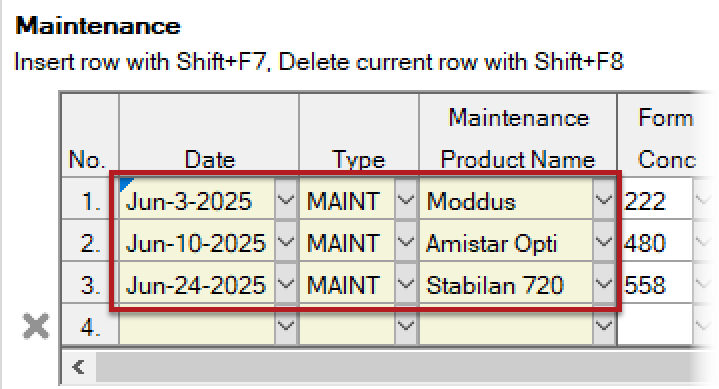 Maintenance
Insert row with Shift+F7, Delete current row with Shift+F8
Maintenance Form
No. Date Type Product Name Conc
1. Jun-3-2025 MAINT Moddus 222
2. Jun-10-2025 MAINT Amistar Opti 480
3. Jun-24-2025 MAINT Stabilan 720 558
4.